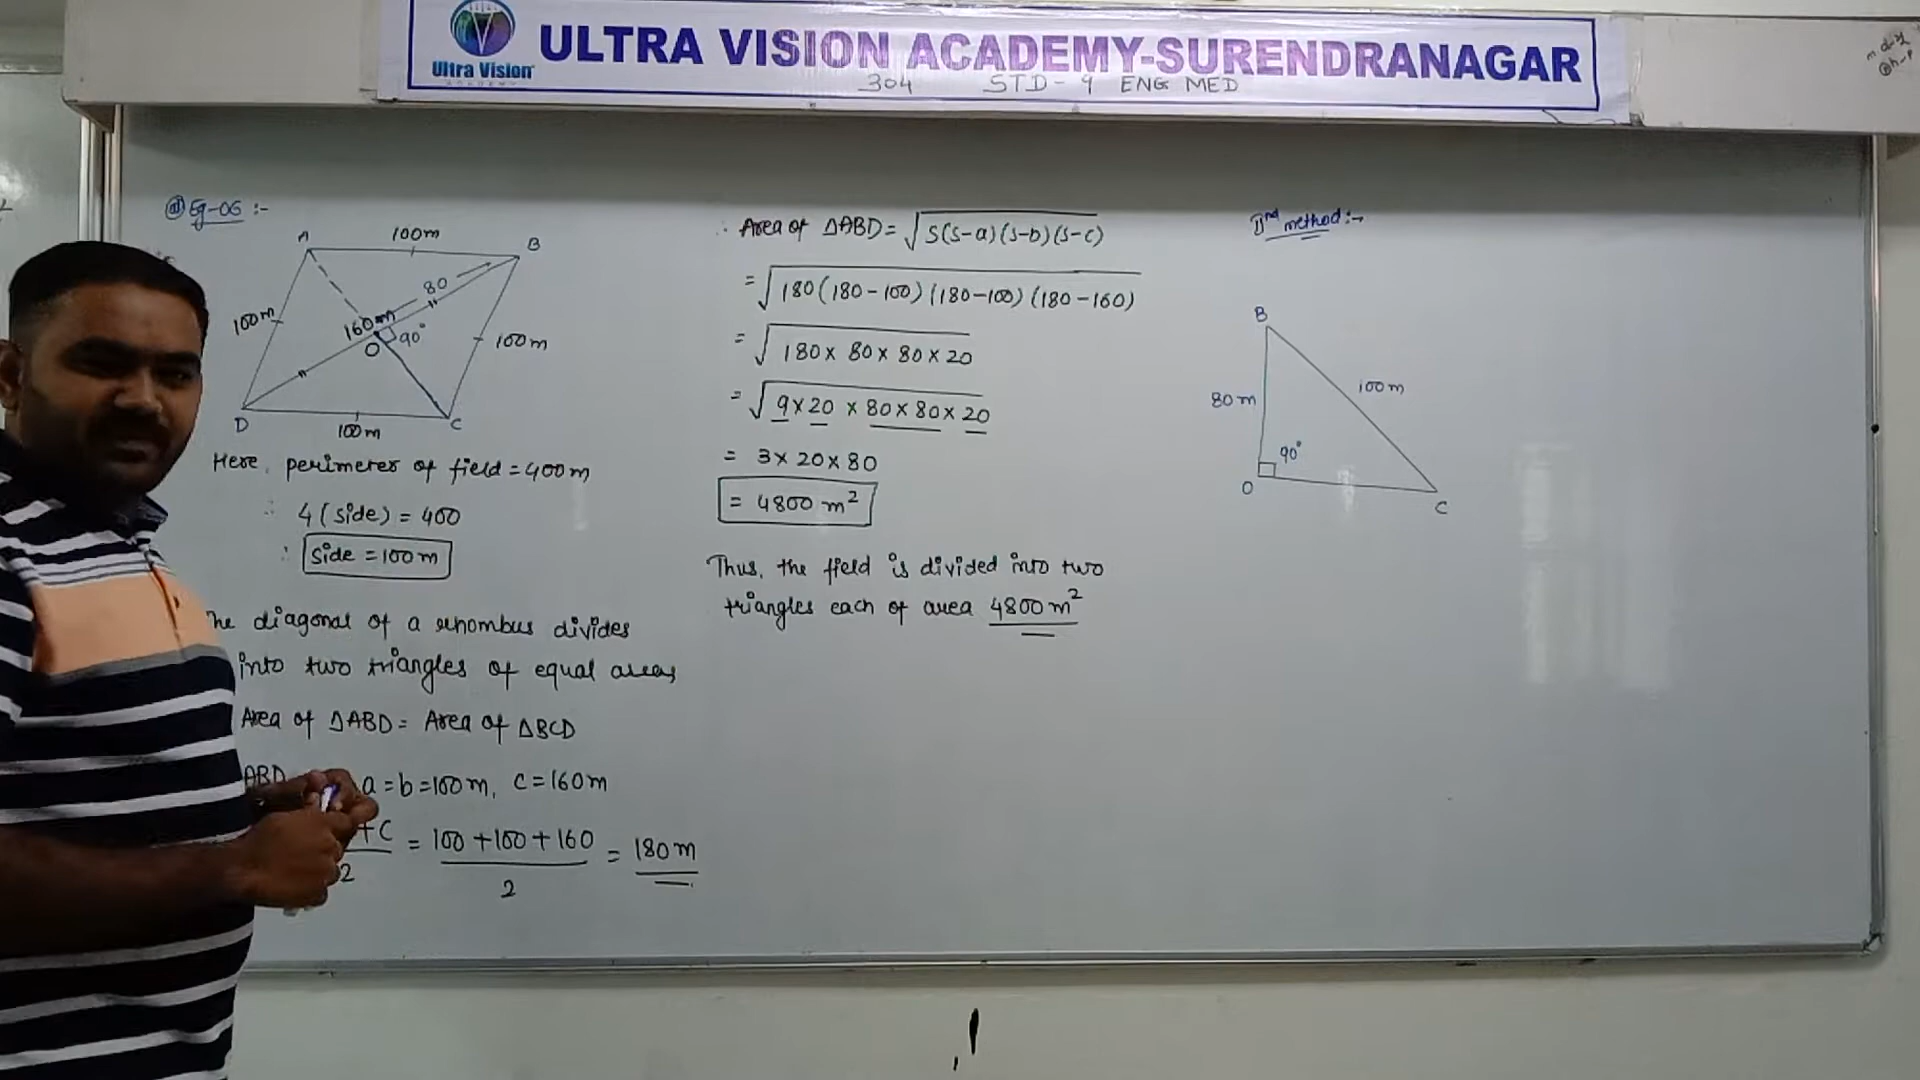 Ultra Vision
ULTRA VISION ACADEMY-SURENDRANAGAR
304 STD-9 ENG MED
Eg-06 :-
A 100m B
80
100m 160m 90° 100m
O
D 100m C
Here, perimeter of field = 400m
∴ 4(side) = 400
∴ Side = 100m
he diagonal of a rhombus divides
into two triangles of equal areas
Area of ΔABD = Area of ΔBCD
ABD a = b = 100m, c = 160m
+C/2 = 100+100+160/2 = 180m
∴ Area of ΔABD = √S(S-a)(S-b)(S-c)
= √180(180-100)(180-100)(180-160)
= √180 × 80 × 80 × 20
= √9 × 20 × 80 × 80 × 20
= 3 × 20 × 80
= 4800 m²
Thus, the field is divided into two
triangles each of area 4800 m²
IInd method :-
B
80 m 100 m
90°
O C